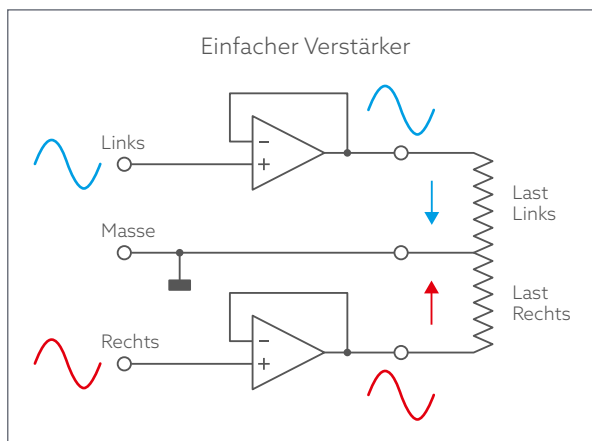 Einfacher Verstärker
Links
−
+
Last
Links
Masse
Last
Rechts
Rechts
−
+